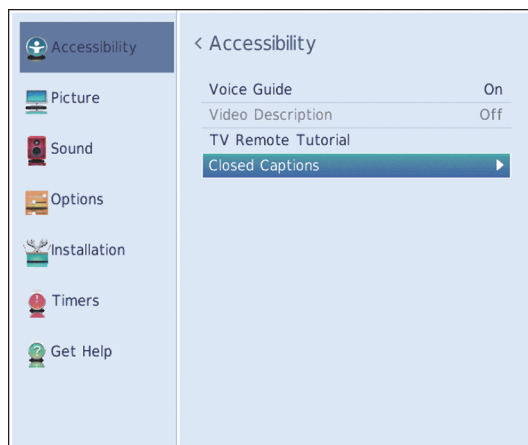 Accessibility
Picture
Sound
Options
Installation
Timers
Get Help
< Accessibility
Voice Guide On
Video Description Off
TV Remote Tutorial
Closed Captions